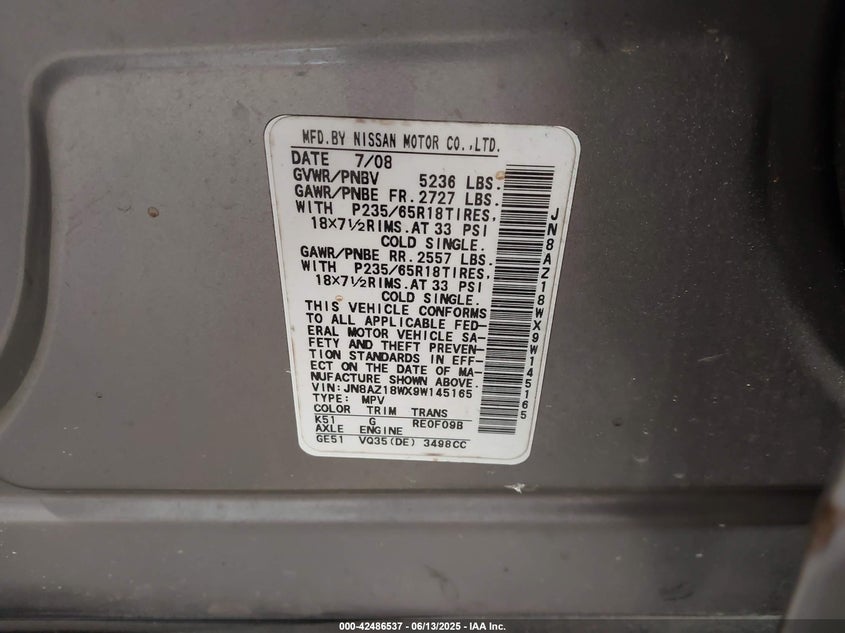 MFD.BY NISSAN MOTOR CO.,LTD.
DATE 7/08
GVWR/PNBV 5236 LBS.
GAWR/PNBE FR.2727 LBS.
WITH P235/65R18TIRES,
18×7½RIMS.AT 33 PSI
COLD SINGLE.
GAWR/PNBE RR.2557 LBS.
WITH P235/65R18TIRES,
18×7½RIMS.AT 33 PSI
COLD SINGLE.
THIS VEHICLE CONFORMS
TO ALL APPLICABLE FED-
ERAL MOTOR VEHICLE SA-
FETY AND THEFT PREVEN-
TION STANDARDS IN EFF-
ECT ON THE DATE OF MA-
NUFACTURE SHOWN ABOVE.
VIN:JN8AZ18WX9W145165
TYPE: MPV
COLOR TRIM TRANS
K51 G RE0F09B
AXLE ENGINE
GE51 VQ35(DE) 3498CC
JN8AZ18WX9W145165
000-42486537 - 06/13/2025 - IAA Inc.